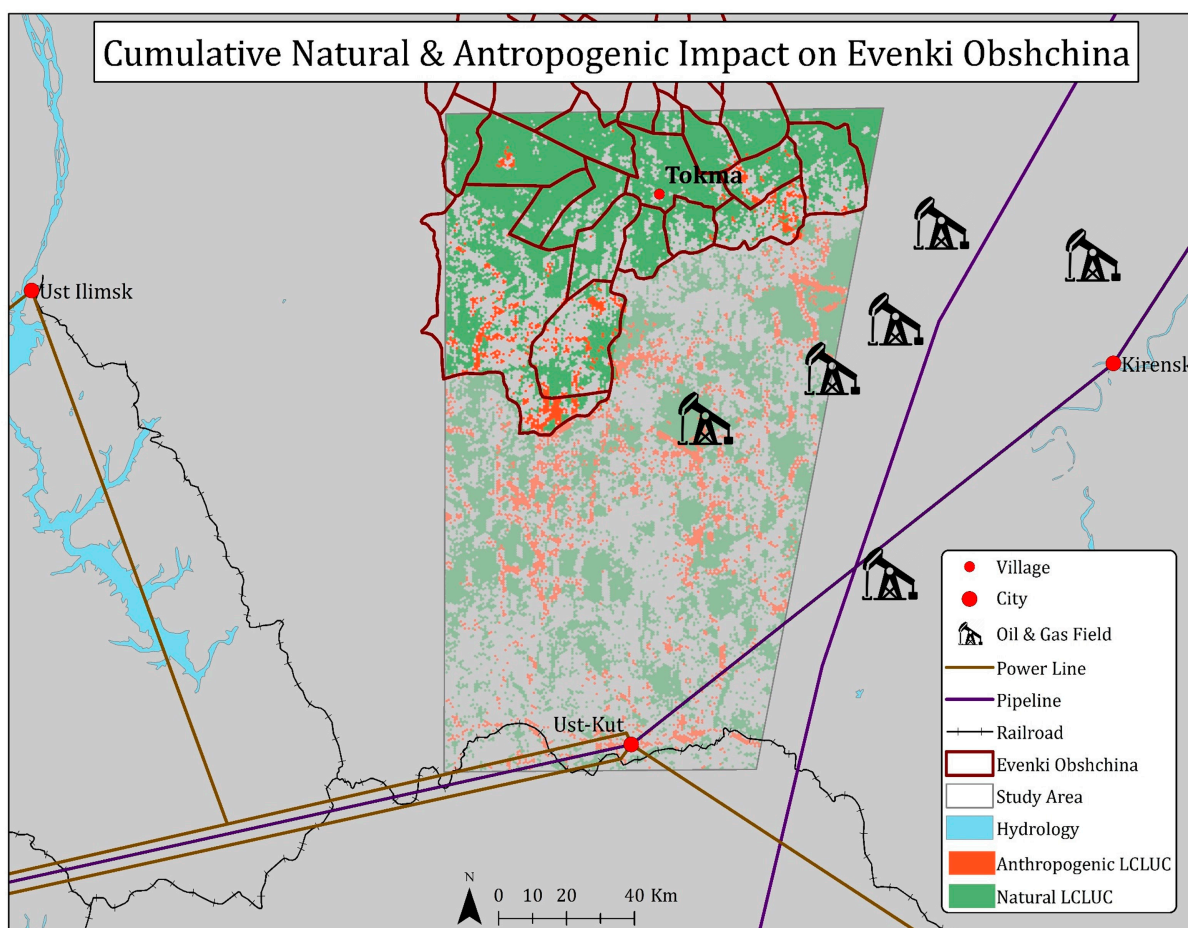 Cumulative Natural & Antropogenic Impact on Evenki Obshchina
Tokma
Ust Ilimsk
Kirensk
Ust-Kut
Village
City
Oil & Gas Field
Power Line
Pipeline
Railroad
Evenki Obshchina
Study Area
Hydrology
Anthropogenic LCLUC
Natural LCLUC
N
0 10 20 40 Km